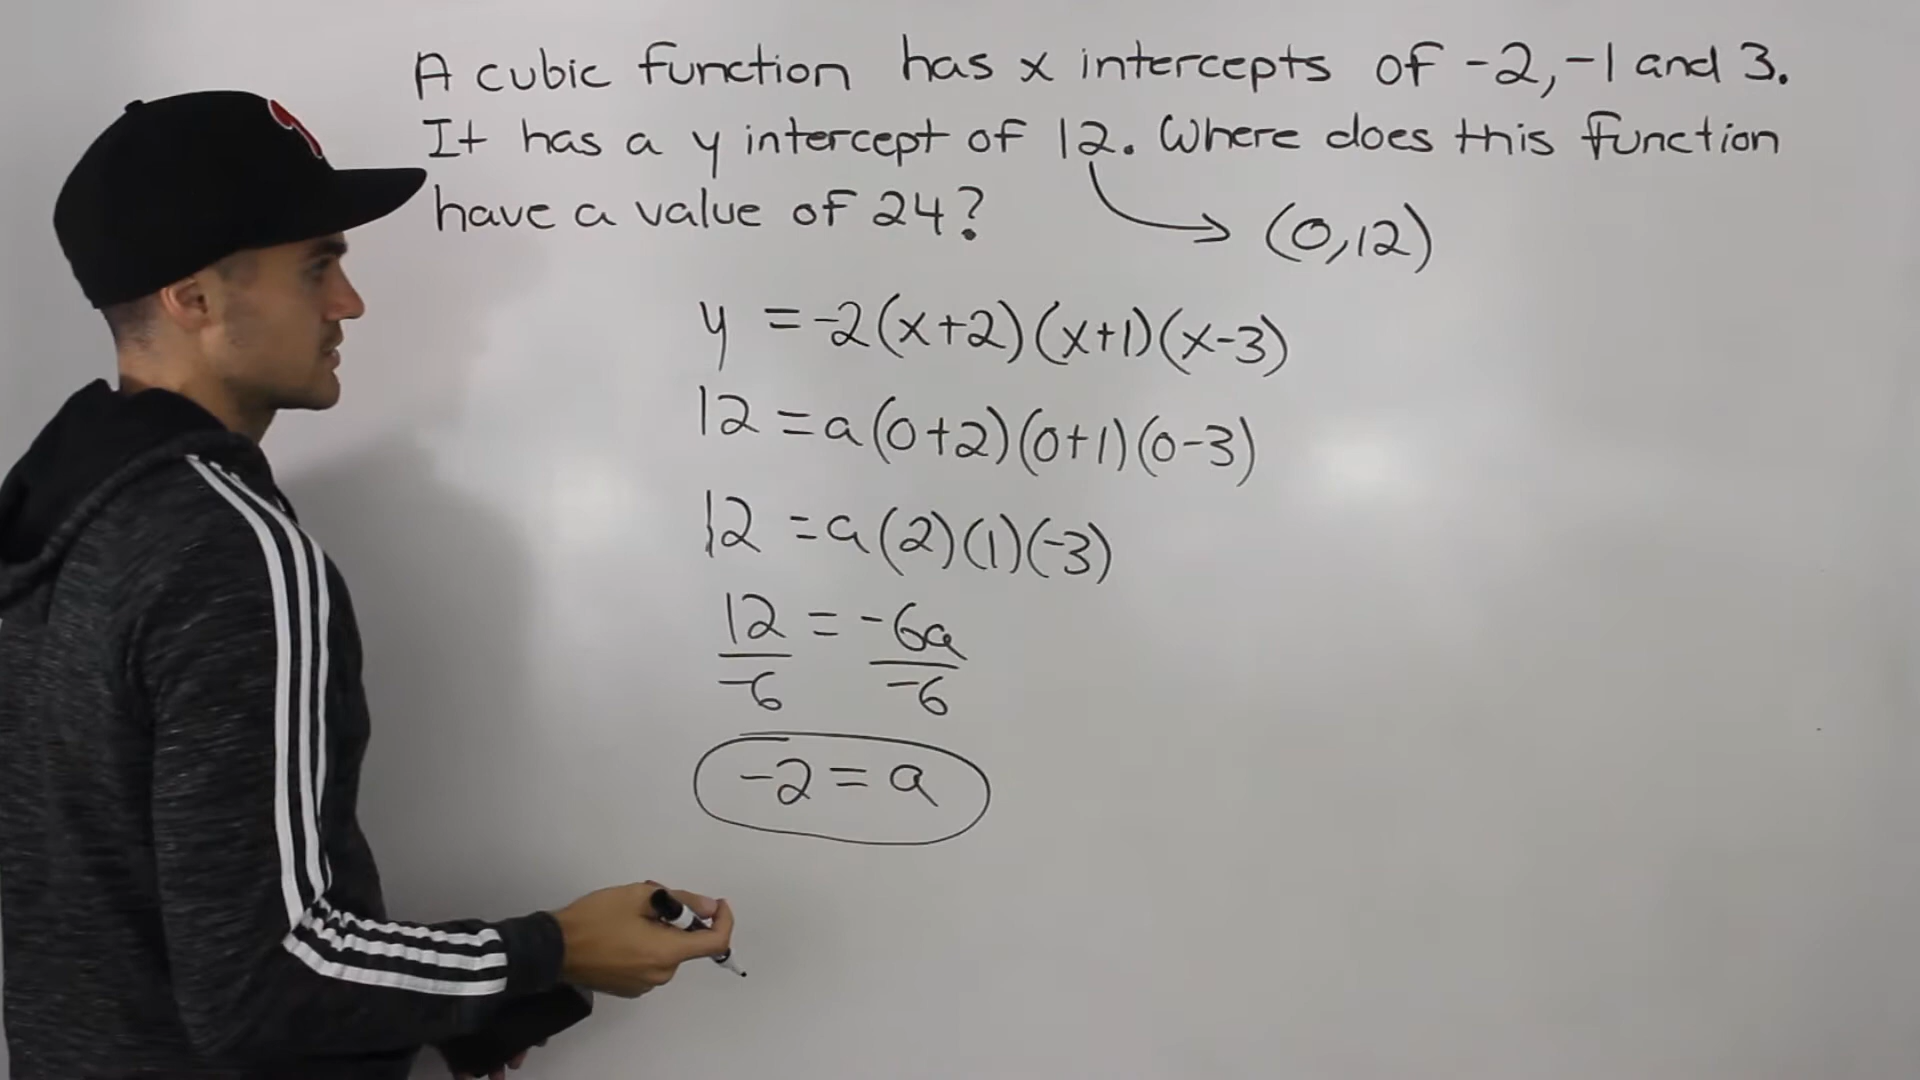 A cubic function has x intercepts of -2, -1 and 3.
It has a y intercept of 12. Where does this function
have a value of 24?
(0,12)
y = -2(x+2)(x+1)(x-3)
12 = a(0+2)(0+1)(0-3)
12 = a(2)(1)(-3)
12 = -6a
-6 -6
-2 = a